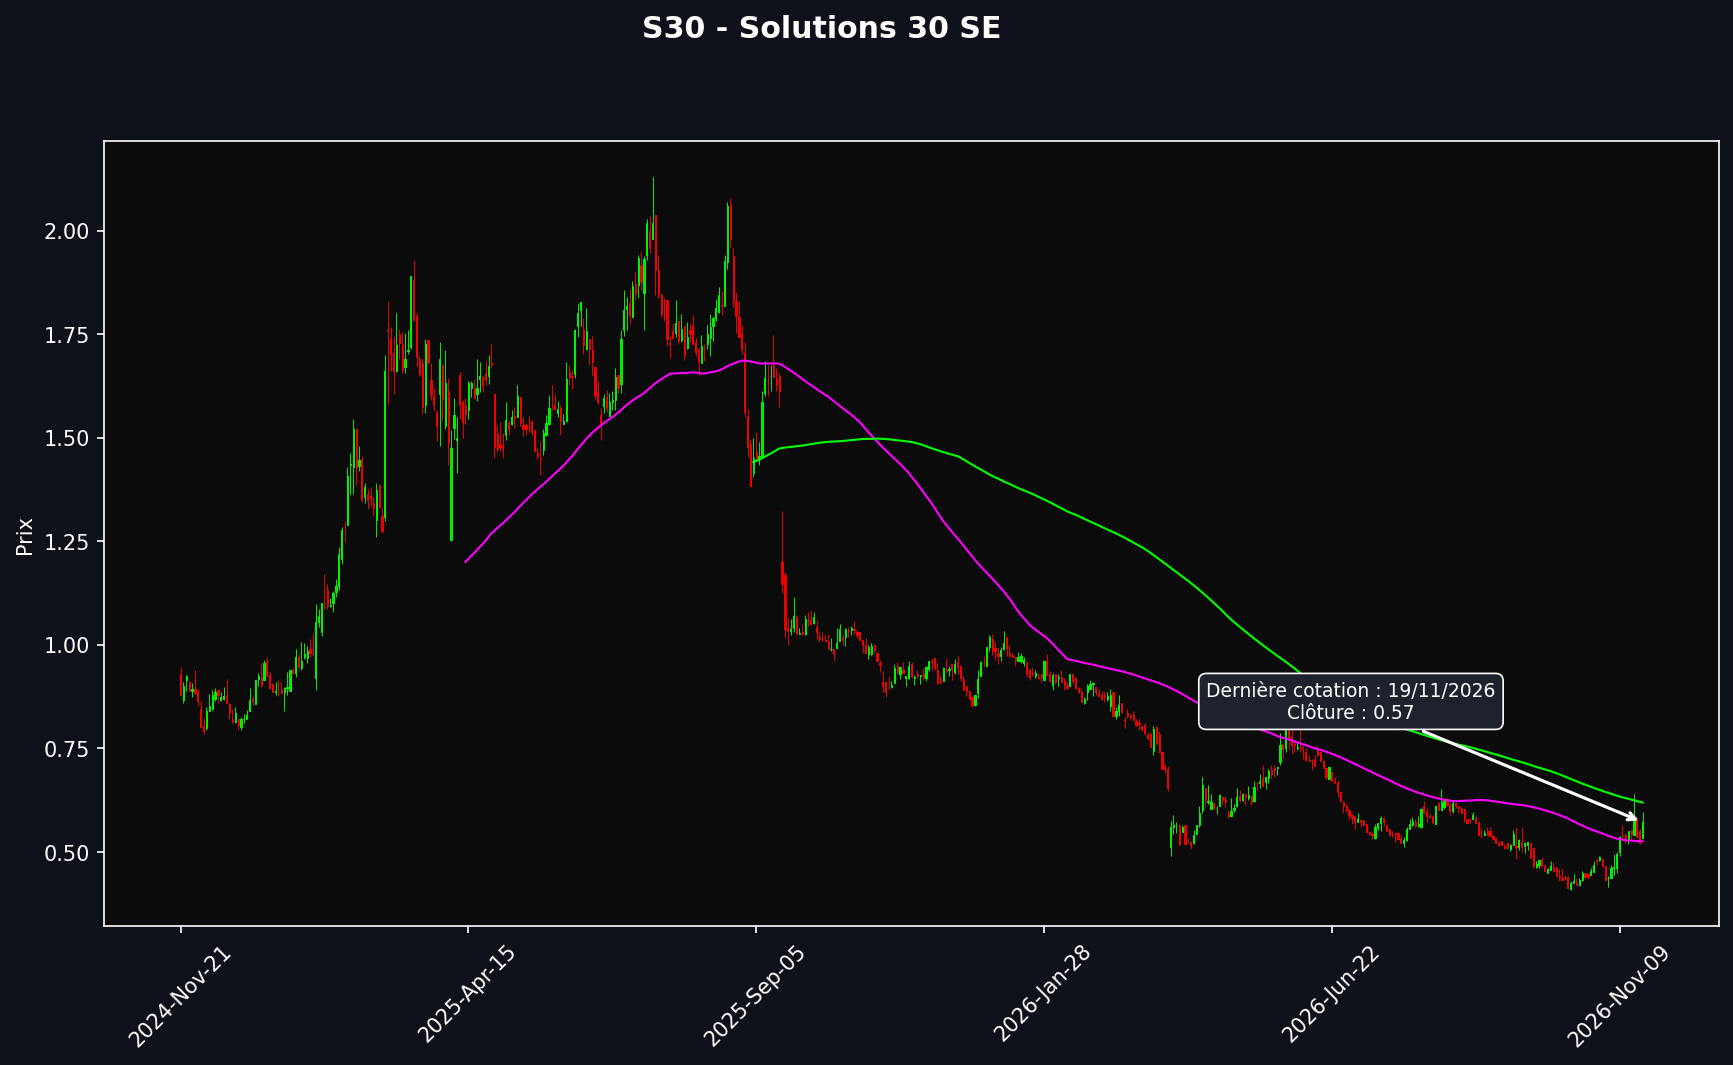 S30 - Solutions 30 SE
Prix
2.00
1.75
1.50
1.25
1.00
0.75
0.50
Dernière cotation : 19/11/2026
Clôture : 0.57
2024-Nov-21
2025-Apr-15
2025-Sep-05
2026-Jan-28
2026-Jun-22
2026-Nov-09